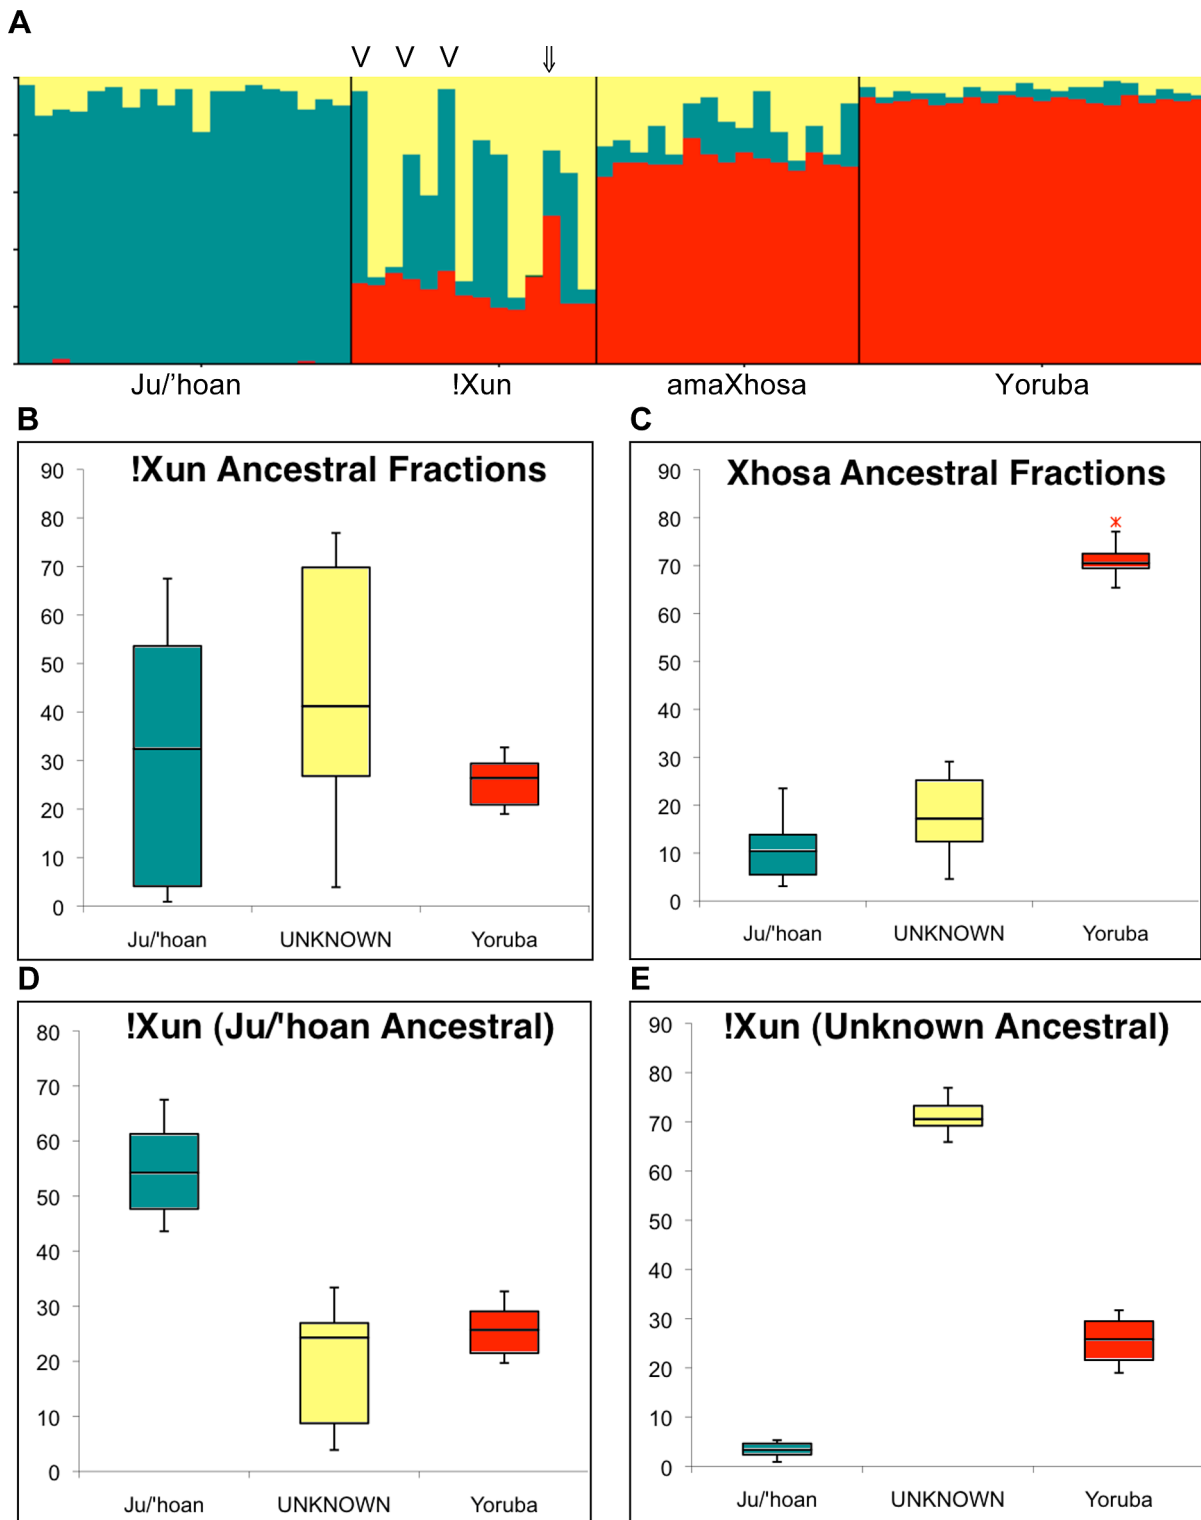 A
V V V ⇓
Ju/’hoan !Xun amaXhosa Yoruba
B
!Xun Ancestral Fractions
90
80
70
60
50
40
30
20
10
0
Ju/'hoan UNKNOWN Yoruba
C
Xhosa Ancestral Fractions
90
80
70
60
50
40
30
20
10
0
Ju/'hoan UNKNOWN Yoruba
D
!Xun (Ju/'hoan Ancestral)
80
70
60
50
40
30
20
10
0
Ju/'hoan UNKNOWN Yoruba
E
!Xun (Unknown Ancestral)
90
80
70
60
50
40
30
20
10
0
Ju/'hoan UNKNOWN Yoruba